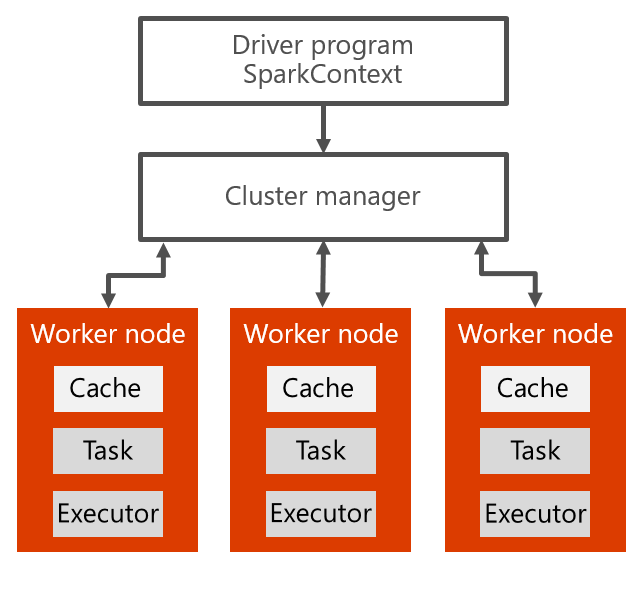 Driver program
SparkContext
Cluster manager
Worker node
Cache
Task
Executor
Worker node
Cache
Task
Executor
Worker node
Cache
Task
Executor